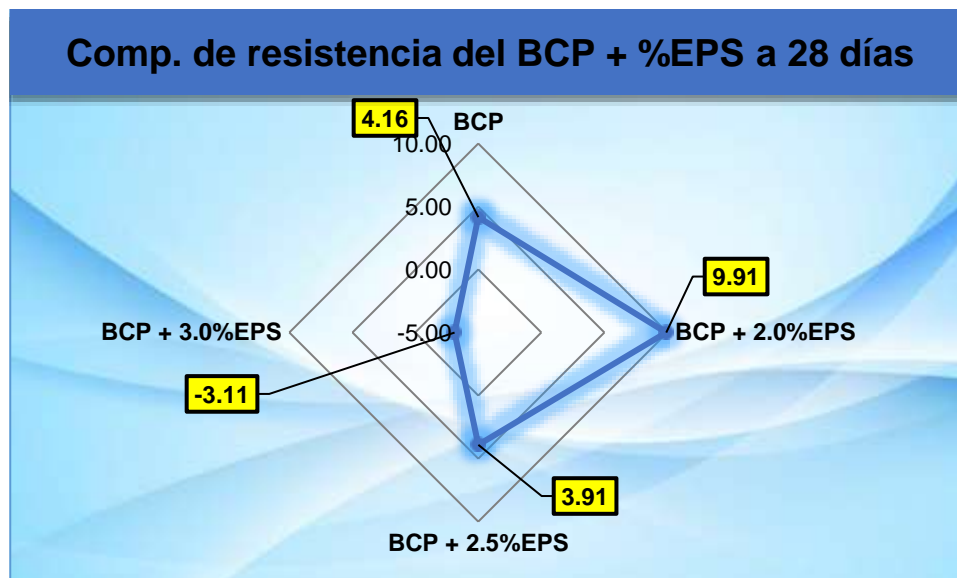 Comp. de resistencia del BCP + %EPS a 28 días
4.16
BCP
10.00
5.00
0.00
-5.00
9.91
BCP + 3.0%EPS
BCP + 2.0%EPS
-3.11
3.91
BCP + 2.5%EPS